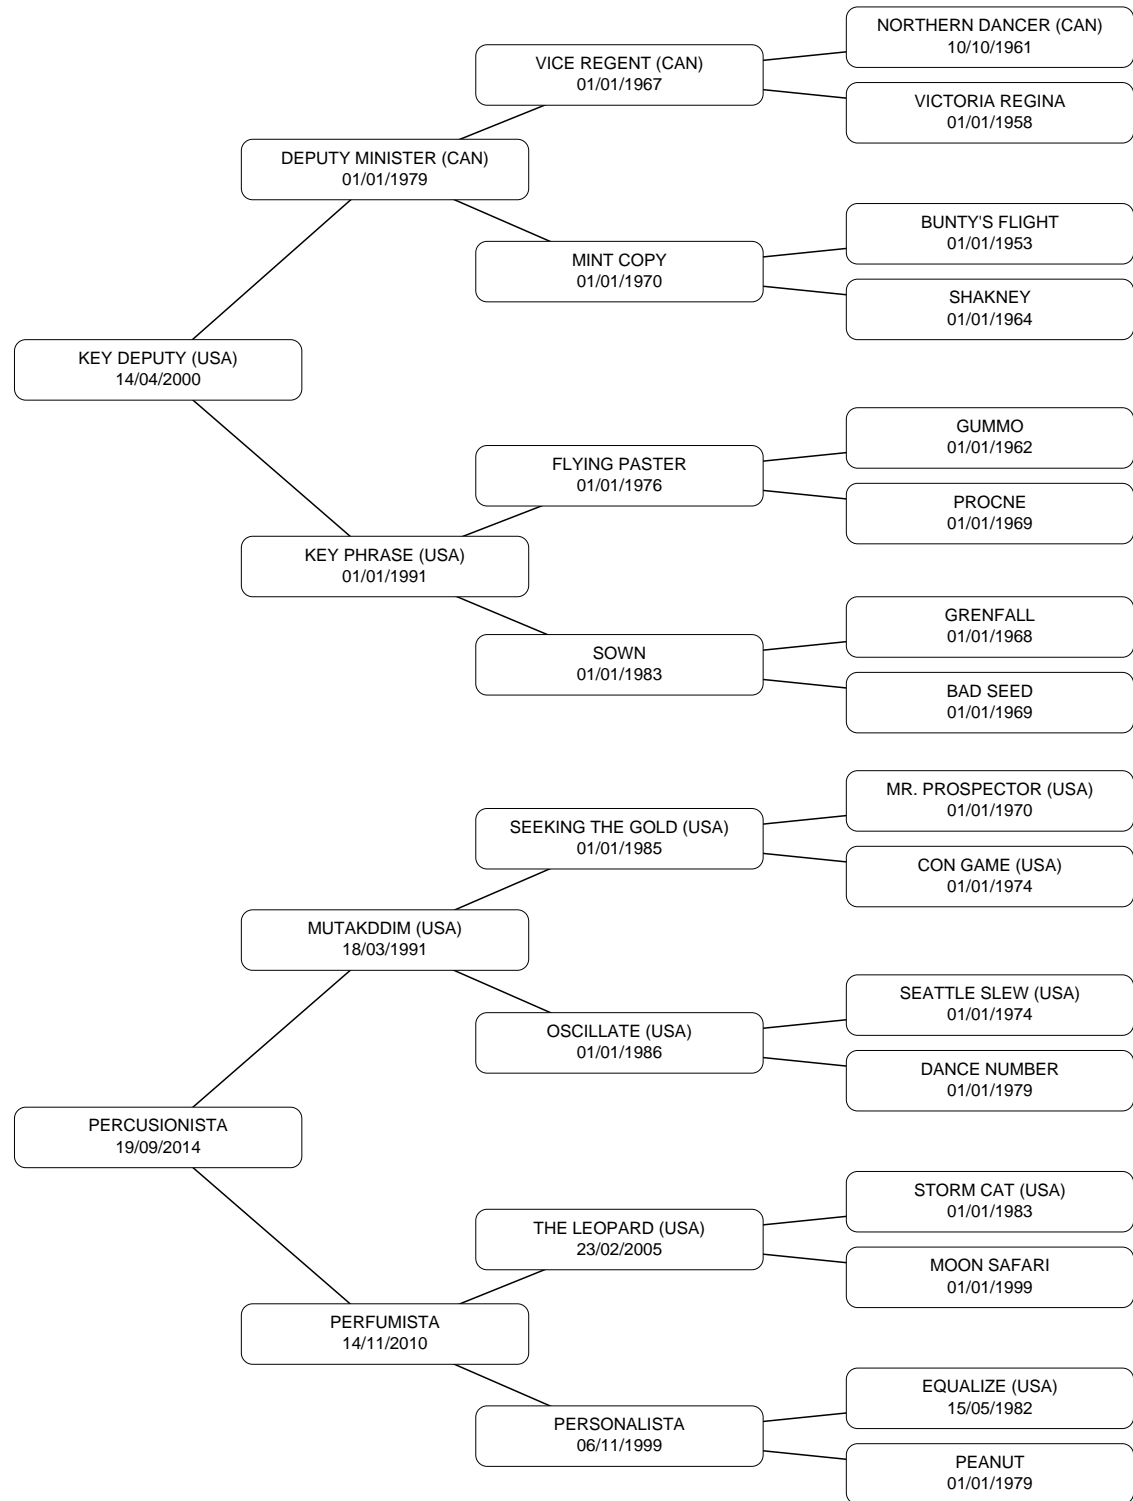 NORTHERN DANCER (CAN)
10/10/1961
VICE REGENT (CAN)
01/01/1967
VICTORIA REGINA
01/01/1958
DEPUTY MINISTER (CAN)
01/01/1979
BUNTY'S FLIGHT
01/01/1953
MINT COPY
01/01/1970
SHAKNEY
01/01/1964
KEY DEPUTY (USA)
14/04/2000
GUMMO
01/01/1962
FLYING PASTER
01/01/1976
PROCNE
01/01/1969
KEY PHRASE (USA)
01/01/1991
GRENFALL
01/01/1968
SOWN
01/01/1983
BAD SEED
01/01/1969
MR. PROSPECTOR (USA)
01/01/1970
SEEKING THE GOLD (USA)
01/01/1985
CON GAME (USA)
01/01/1974
MUTAKDDIM (USA)
18/03/1991
SEATTLE SLEW (USA)
01/01/1974
OSCILLATE (USA)
01/01/1986
DANCE NUMBER
01/01/1979
PERCUSIONISTA
19/09/2014
STORM CAT (USA)
01/01/1983
THE LEOPARD (USA)
23/02/2005
MOON SAFARI
01/01/1999
PERFUMISTA
14/11/2010
EQUALIZE (USA)
15/05/1982
PERSONALISTA
06/11/1999
PEANUT
01/01/1979